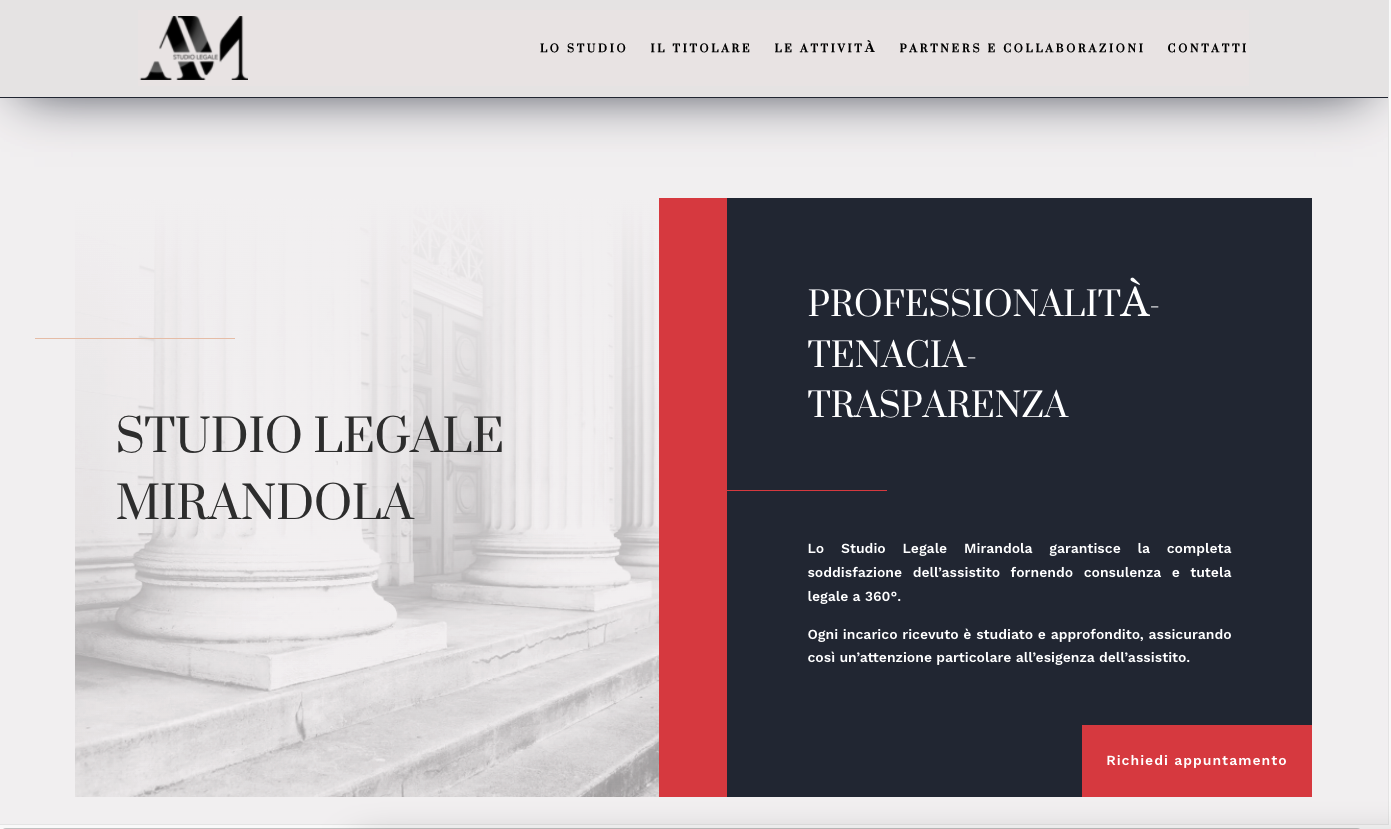 AM
STUDIO LEGALE
LO STUDIO IL TITOLARE LE ATTIVITÀ PARTNERS E COLLABORAZIONI CONTATTI
STUDIO LEGALE
MIRANDOLA
PROFESSIONALITÀ-
TENACIA-
TRASPARENZA
Lo Studio Legale Mirandola garantisce la completa
soddisfazione dell’assistito fornendo consulenza e tutela
legale a 360°.
Ogni incarico ricevuto è studiato e approfondito, assicurando
così un’attenzione particolare all’esigenza dell’assistito.
Richiedi appuntamento